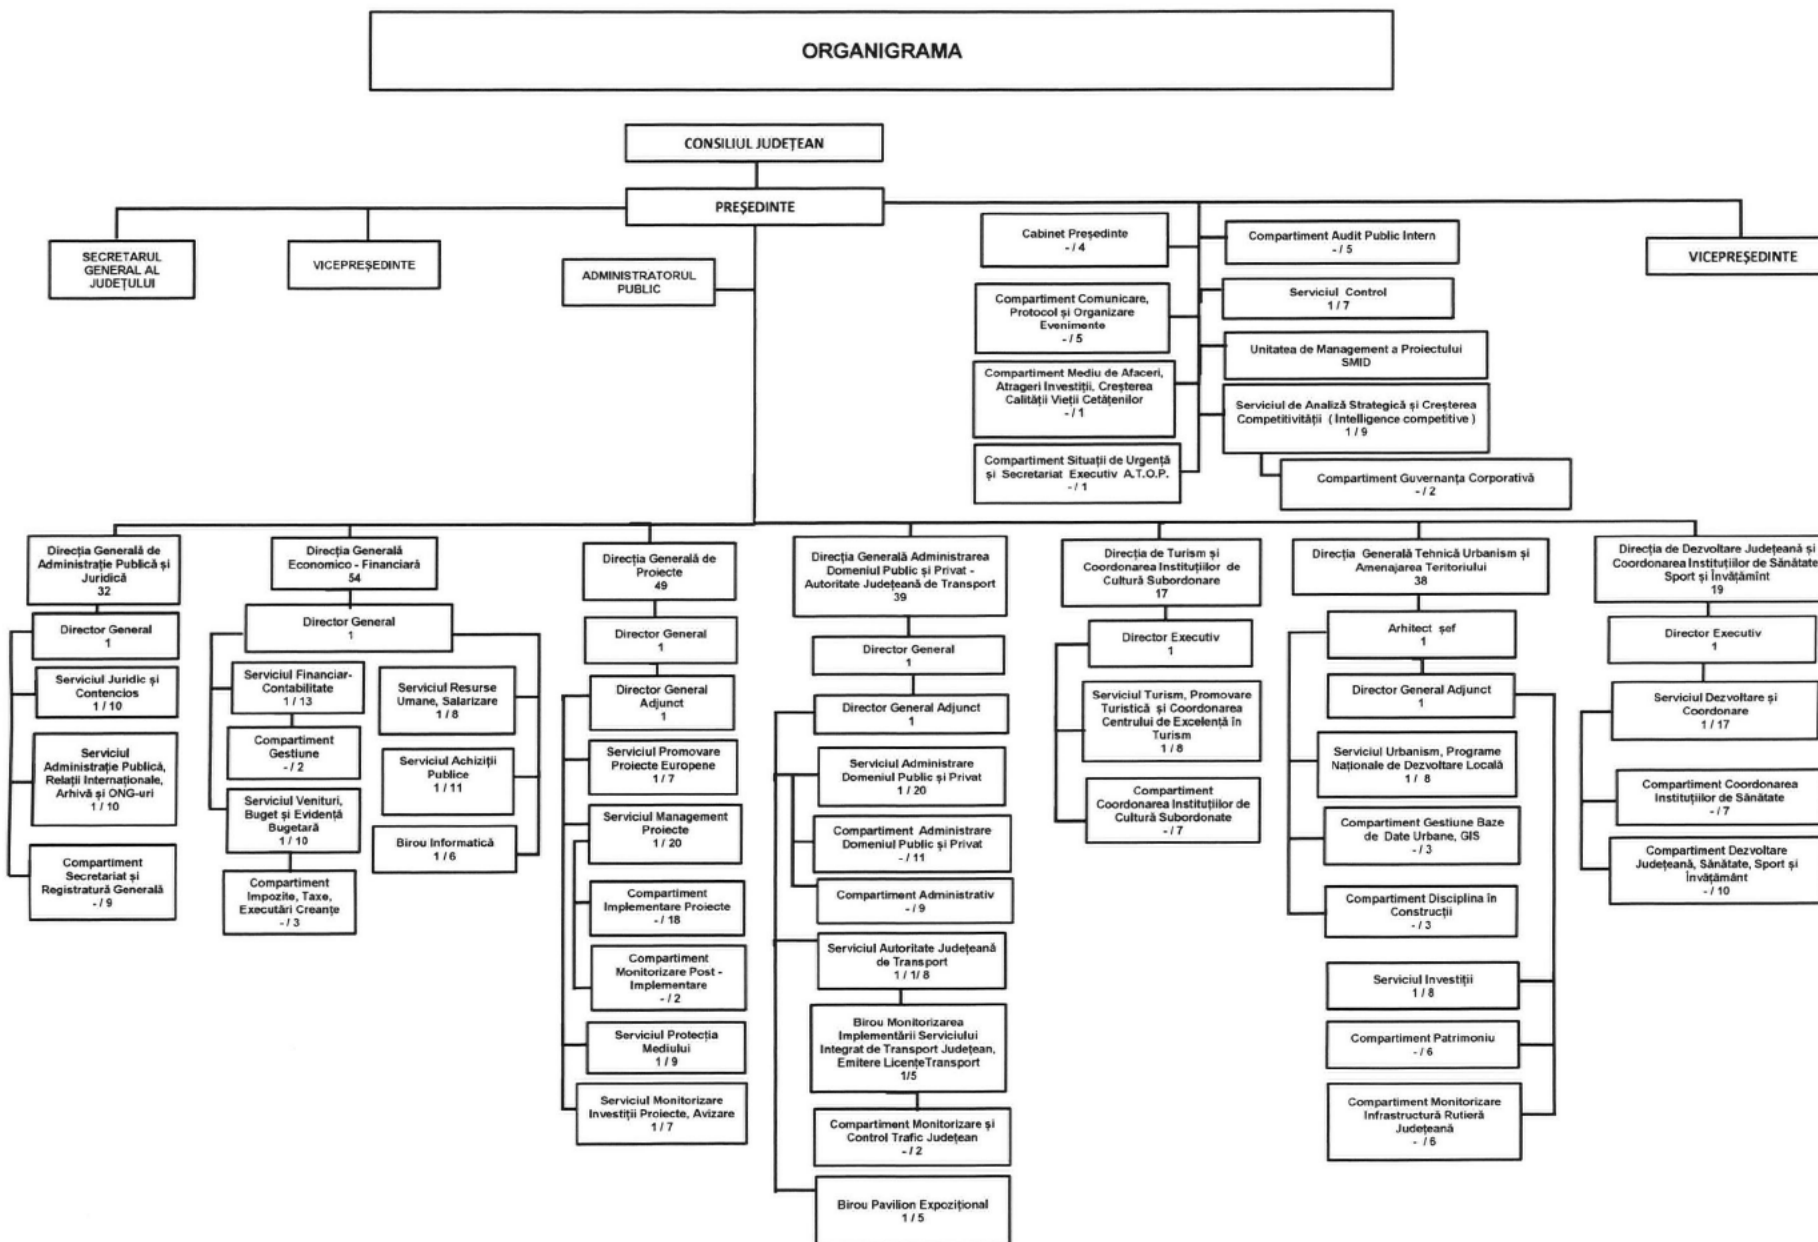 ORGANIGRAMA
CONSILIUL JUDEȚEAN
PREȘEDINTE
SECRETARUL
GENERAL AL
JUDEȚULUI
VICEPREȘEDINTE
ADMINISTRATORUL
PUBLIC
Cabinet Președinte
- / 4
Compartiment Comunicare,
Protocol și Organizare
Evenimente
- / 5
Compartiment Mediu de Afaceri,
Atrageri Investiții, Creșterea
Calității Vieții Cetățenilor
- / 1
Compartiment Situații de Urgență
și Secretariat Executiv A.T.O.P.
- / 1
Compartiment Audit Public Intern
- / 5
Serviciul Control
1 / 7
Unitatea de Management a Proiectului
SMID
Serviciul de Analiză Strategică și Creșterea
Competitivității ( Intelligence competitive )
1 / 9
Compartiment Guvernanța Corporativă
- / 2
VICEPREȘEDINTE
Direcția Generală de
Administrație Publică și
Juridică
32
Director General
1
Serviciul Juridic și
Contencios
1 / 10
Serviciul
Administrație Publică,
Relații Internaționale,
Arhivă și ONG-uri
1 / 10
Compartiment
Secretariat și
Registratură Generală
- / 9
Direcția Generală
Economico - Financiară
54
Director General
1
Serviciul Financiar-
Contabilitate
1 / 13
Compartiment
Gestiune
- / 2
Serviciul Venituri,
Buget și Evidență
Bugetară
1 / 10
Compartiment
Impozite, Taxe,
Executări Creanțe
- / 3
Serviciul Resurse
Umane, Salarizare
1 / 8
Serviciul Achiziții
Publice
1 / 11
Birou Informatică
1 / 6
Direcția Generală de
Proiecte
49
Director General
1
Director General
Adjunct
1
Serviciul Promovare
Proiecte Europene
1 / 7
Serviciul Management
Proiecte
1 / 20
Compartiment
Implementare Proiecte
- / 18
Compartiment
Monitorizare Post -
Implementare
- / 2
Serviciul Protecția
Mediului
1 / 9
Serviciul Monitorizare
Investiții Proiecte, Avizare
1 / 7
Direcția Generală Administrarea
Domeniul Public și Privat -
Autoritate Județeană de Transport
39
Director General
1
Director General Adjunct
1
Serviciul Administrare
Domeniul Public și Privat
1 / 20
Compartiment Administrare
Domeniul Public și Privat
- / 11
Compartiment Administrativ
- / 9
Serviciul Autoritate Județeană
de Transport
1 / 1/ 8
Birou Monitorizarea
Implementării Serviciului
Integrat de Transport Județean,
Emitere LicențeTransport
1/5
Compartiment Monitorizare și
Control Trafic Județean
- / 2
Birou Pavilion Expozițional
1 / 5
Direcția de Turism și
Coordonarea Instituțiilor de
Cultură Subordonare
17
Director Executiv
1
Serviciul Turism, Promovare
Turistică și Coordonarea
Centrului de Excelență în
Turism
1 / 8
Compartiment
Coordonarea Instituțiilor de
Cultură Subordonate
- / 7
Direcția Generală Tehnică Urbanism și
Amenajarea Teritoriului
38
Arhitect șef
1
Director General Adjunct
1
Serviciul Urbanism, Programe
Naționale de Dezvoltare Locală
1 / 8
Compartiment Gestiune Baze
de Date Urbane, GIS
- / 3
Compartiment Disciplina în
Construcții
- / 3
Serviciul Investiții
1 / 8
Compartiment Patrimoniu
- / 6
Compartiment Monitorizare
Infrastructură Rutieră
Județeană
- / 6
Direcția de Dezvoltare Județeană și
Coordonarea Instituțiilor de Sănătate
Sport și Învățămînt
19
Director Executiv
1
Serviciul Dezvoltare și
Coordonare
1 / 17
Compartiment Coordonarea
Instituțiilor de Sănătate
- / 7
Compartiment Dezvoltare
Județeană, Sănătate, Sport și
Învățământ
- / 10